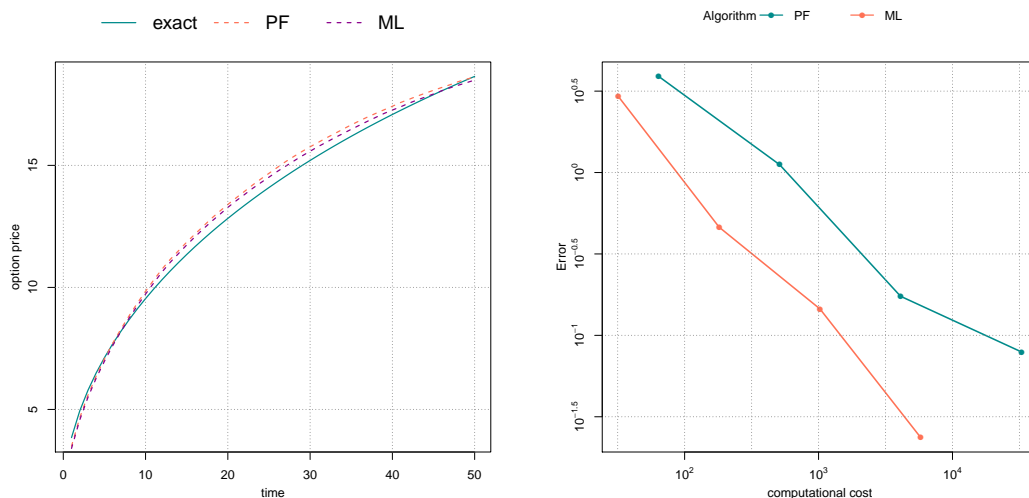 exact PF ML
15
10
5
option price
0 10 20 30 40 50
time
Algorithm PF ML
10^0.5
10^0
10^−0.5
10^−1
10^−1.5
Error
10^2 10^3 10^4
computational cost